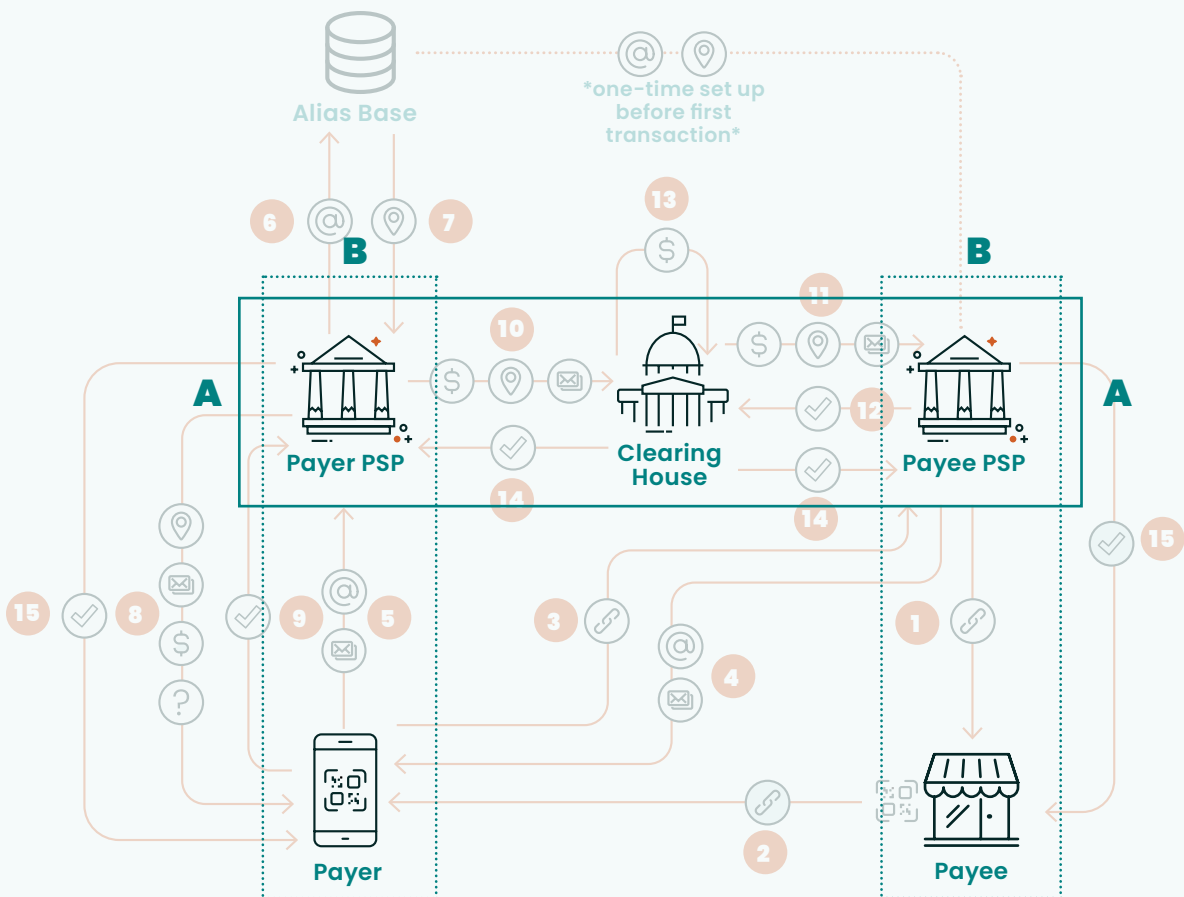 Alias Base
*one-time set up
before first
transaction*
13
6
7
B
B
11
10
A
A
12
Clearing
House
Payer PSP
Payee PSP
14
14
15
15
8
9
5
3
1
4
2
Payer
Payee